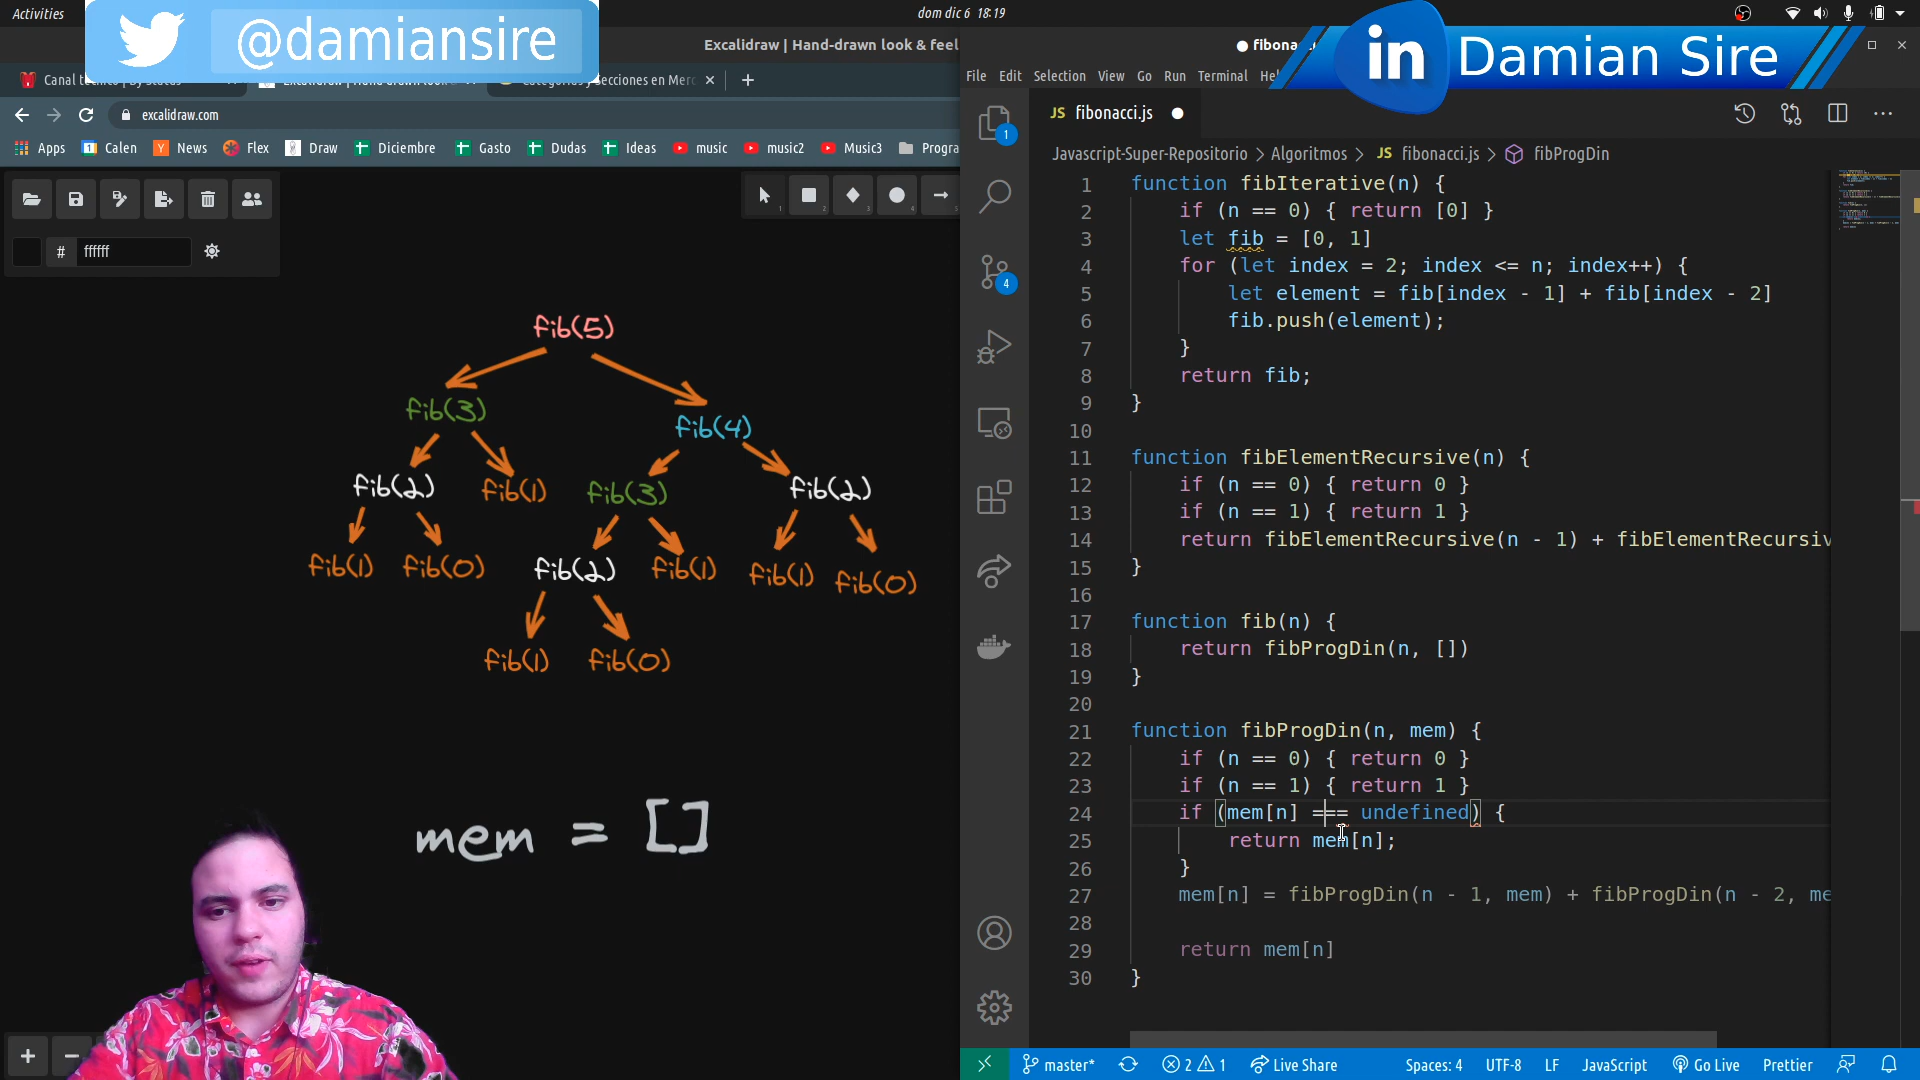 Activities
dom dic 6 18:19
@damiansire
Excalidraw | Hand-drawn look & feel
excalidraw.com
Apps Calen News Flex Draw Diciembre Gasto Dudas Ideas music music2 Music3 Progra
# ffffff
fib(5)
fib(3)
fib(4)
fib(2) fib(1) fib(3) fib(2)
fib(1) fib(0) fib(2) fib(1) fib(1) fib(0)
fib(1) fib(0)
mem = []
in Damian Sire
fibona
File Edit Selection View Go Run Terminal Hel
JS fibonacci.js
Javascript-Super-Repositorio > Algoritmos > JS fibonacci.js > fibProgDin
1
4
1 function fibIterative(n) {
2 if (n == 0) { return [0] }
3 let fib = [0, 1]
4 for (let index = 2; index <= n; index++) {
5 let element = fib[index - 1] + fib[index - 2]
6 fib.push(element);
7 }
8 return fib;
9 }
10
11 function fibElementRecursive(n) {
12 if (n == 0) { return 0 }
13 if (n == 1) { return 1 }
14 return fibElementRecursive(n - 1) + fibElementRecursiv
15 }
16
17 function fib(n) {
18 return fibProgDin(n, [])
19 }
20
21 function fibProgDin(n, mem) {
22 if (n == 0) { return 0 }
23 if (n == 1) { return 1 }
24 if (mem[n] === undefined) {
25 return mem[n];
26 }
27 mem[n] = fibProgDin(n - 1, mem) + fibProgDin(n - 2, me
28
29 return mem[n]
30 }
master* 2 1 Live Share Spaces: 4 UTF-8 LF JavaScript Go Live Prettier